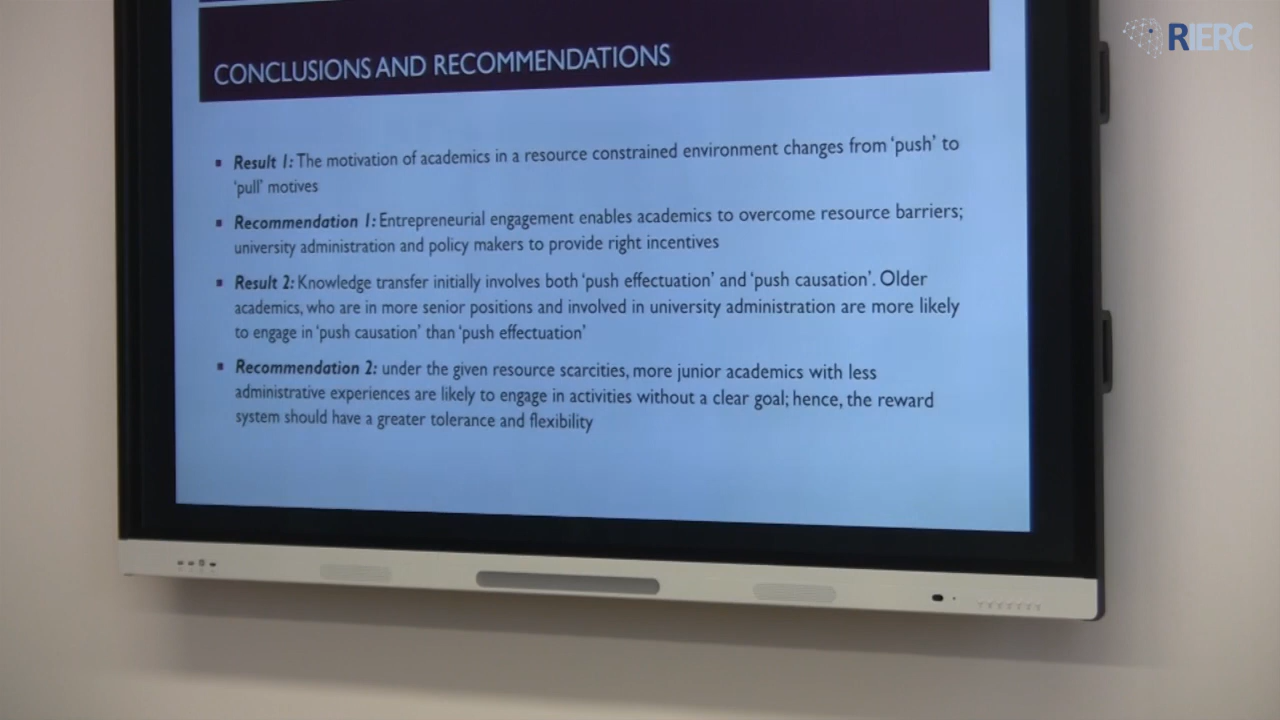 RIERC
CONCLUSIONS AND RECOMMENDATIONS
Result 1: The motivation of academics in a resource constrained environment changes from 'push' to
'pull' motives
Recommendation 1: Entrepreneurial engagement enables academics to overcome resource barriers;
university administration and policy makers to provide right incentives
Result 2: Knowledge transfer initially involves both 'push effectuation' and 'push causation'. Older
academics, who are in more senior positions and involved in university administration are more likely
to engage in 'push causation' than 'push effectuation'
Recommendation 2: under the given resource scarcities, more junior academics with less
administrative experiences are likely to engage in activities without a clear goal; hence, the reward
system should have a greater tolerance and flexibility